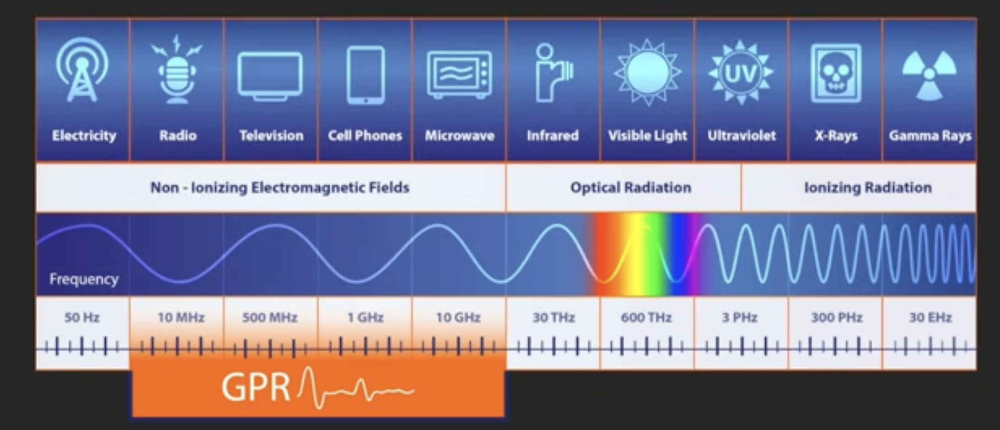 Electricity Radio Television Cell Phones Microwave Infrared Visible Light Ultraviolet X-Rays Gamma Rays
UV
Non - Ionizing Electromagnetic Fields Optical Radiation Ionizing Radiation
Frequency
50 Hz 10 MHz 500 MHz 1 GHz 10 GHz 30 THz 600 THz 3 PHz 300 PHz 30 EHz
GPR